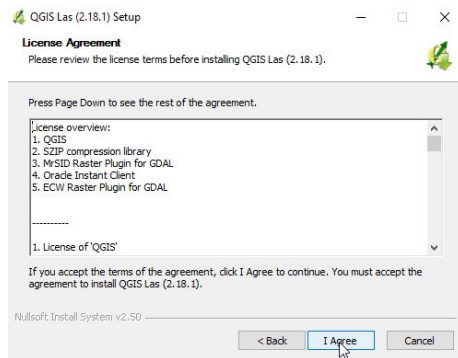 QGIS Las (2.18.1) Setup
License Agreement
Please review the license terms before installing QGIS Las (2.18.1).
Press Page Down to see the rest of the agreement.
License overview:
1. QGIS
2. SZIP compression library
3. MrSID Raster Plugin for GDAL
4. Oracle Instant Client
5. ECW Raster Plugin for GDAL
----------
1. License of 'QGIS'
If you accept the terms of the agreement, click I Agree to continue. You must accept the
agreement to install QGIS Las (2.18.1).
Nullsoft Install System v2.50
< Back I Agree Cancel